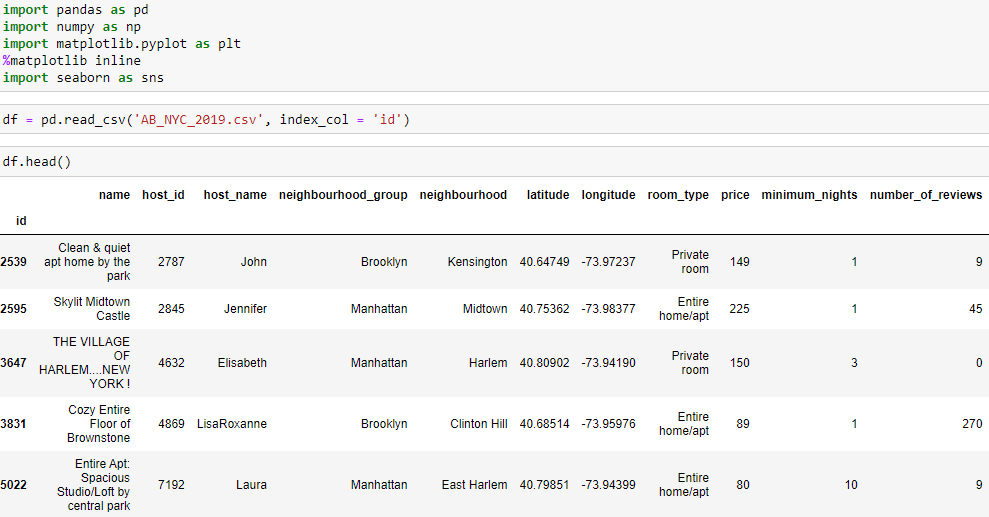 import pandas as pd
import numpy as np
import matplotlib.pyplot as plt
%matplotlib inline
import seaborn as sns
df = pd.read_csv('AB_NYC_2019.csv', index_col = 'id')
df.head()
name host_id host_name neighbourhood_group neighbourhood latitude longitude room_type price minimum_nights number_of_reviews
id
2539 Clean & quiet apt home by the park 2787 John Brooklyn Kensington 40.64749 -73.97237 Private room 149 1 9
2595 Skylit Midtown Castle 2845 Jennifer Manhattan Midtown 40.75362 -73.98377 Entire home/apt 225 1 45
3647 THE VILLAGE OF HARLEM....NEW YORK ! 4632 Elisabeth Manhattan Harlem 40.80902 -73.94190 Private room 150 3 0
3831 Cozy Entire Floor of Brownstone 4869 LisaRoxanne Brooklyn Clinton Hill 40.68514 -73.95976 Entire home/apt 89 1 270
5022 Entire Apt: Spacious Studio/Loft by central park 7192 Laura Manhattan East Harlem 40.79851 -73.94399 Entire home/apt 80 10 9